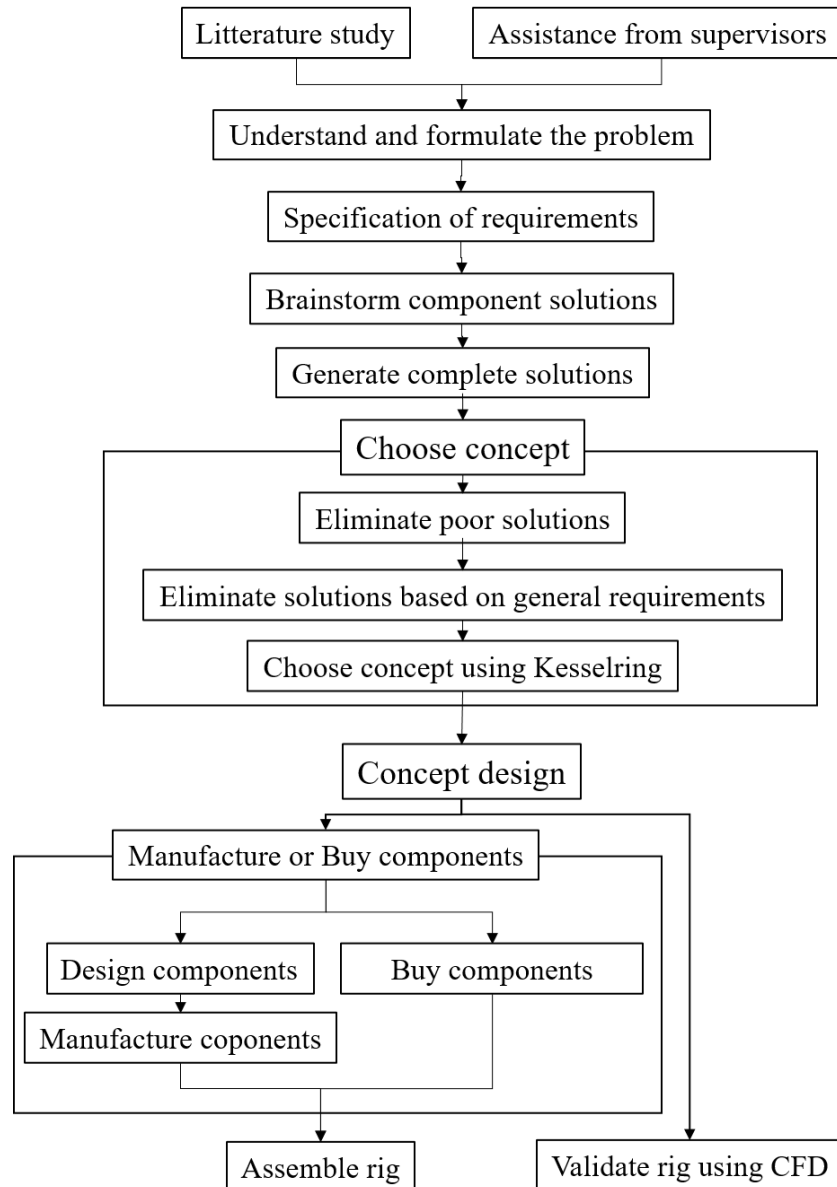 Litterature study
Assistance from supervisors
Understand and formulate the problem
Specification of requirements
Brainstorm component solutions
Generate complete solutions
Choose concept
Eliminate poor solutions
Eliminate solutions based on general requirements
Choose concept using Kesselring
Concept design
Manufacture or Buy components
Design components
Buy components
Manufacture coponents
Assemble rig
Validate rig using CFD